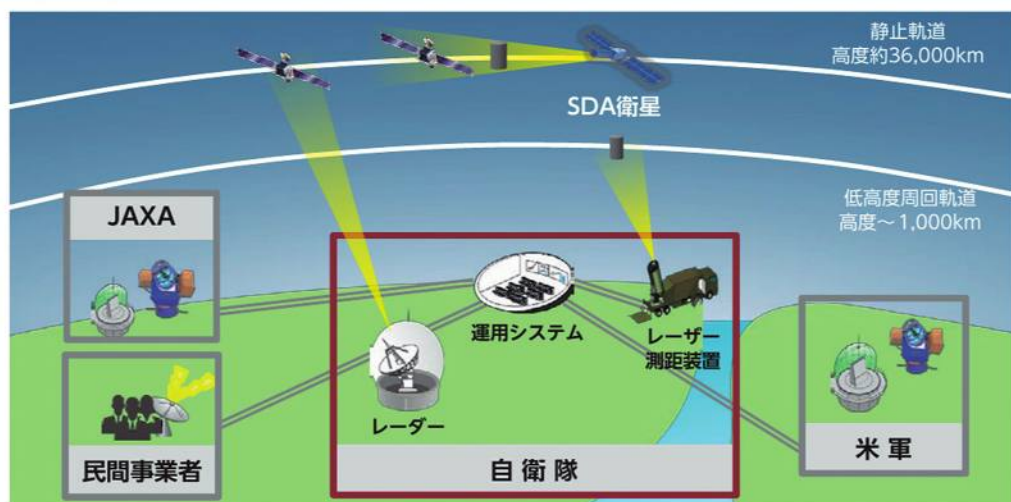 静止軌道
高度約36,000km
SDA衛星
低高度周回軌道
高度～1,000km
JAXA
運用システム
レーザー
測距装置
レーダー
民間事業者
自衛隊
米軍